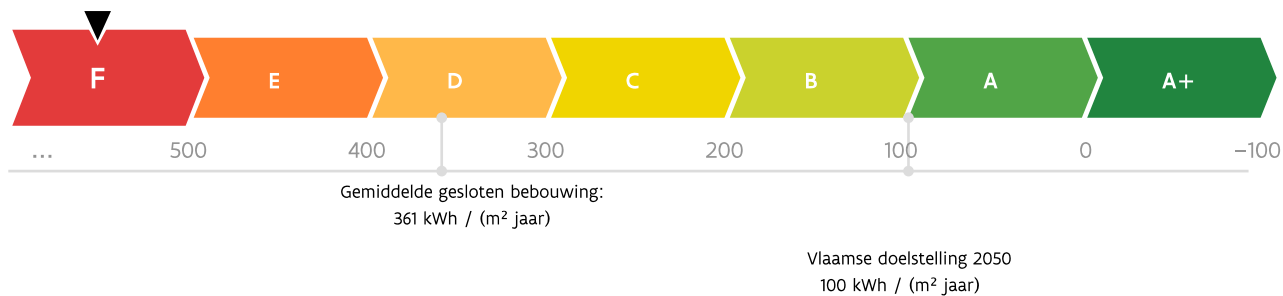 F E D C B A A+
... 500 400 300 200 100 0 –100
Gemiddelde gesloten bebouwing:
361 kWh / (m² jaar)
Vlaamse doelstelling 2050
100 kWh / (m² jaar)